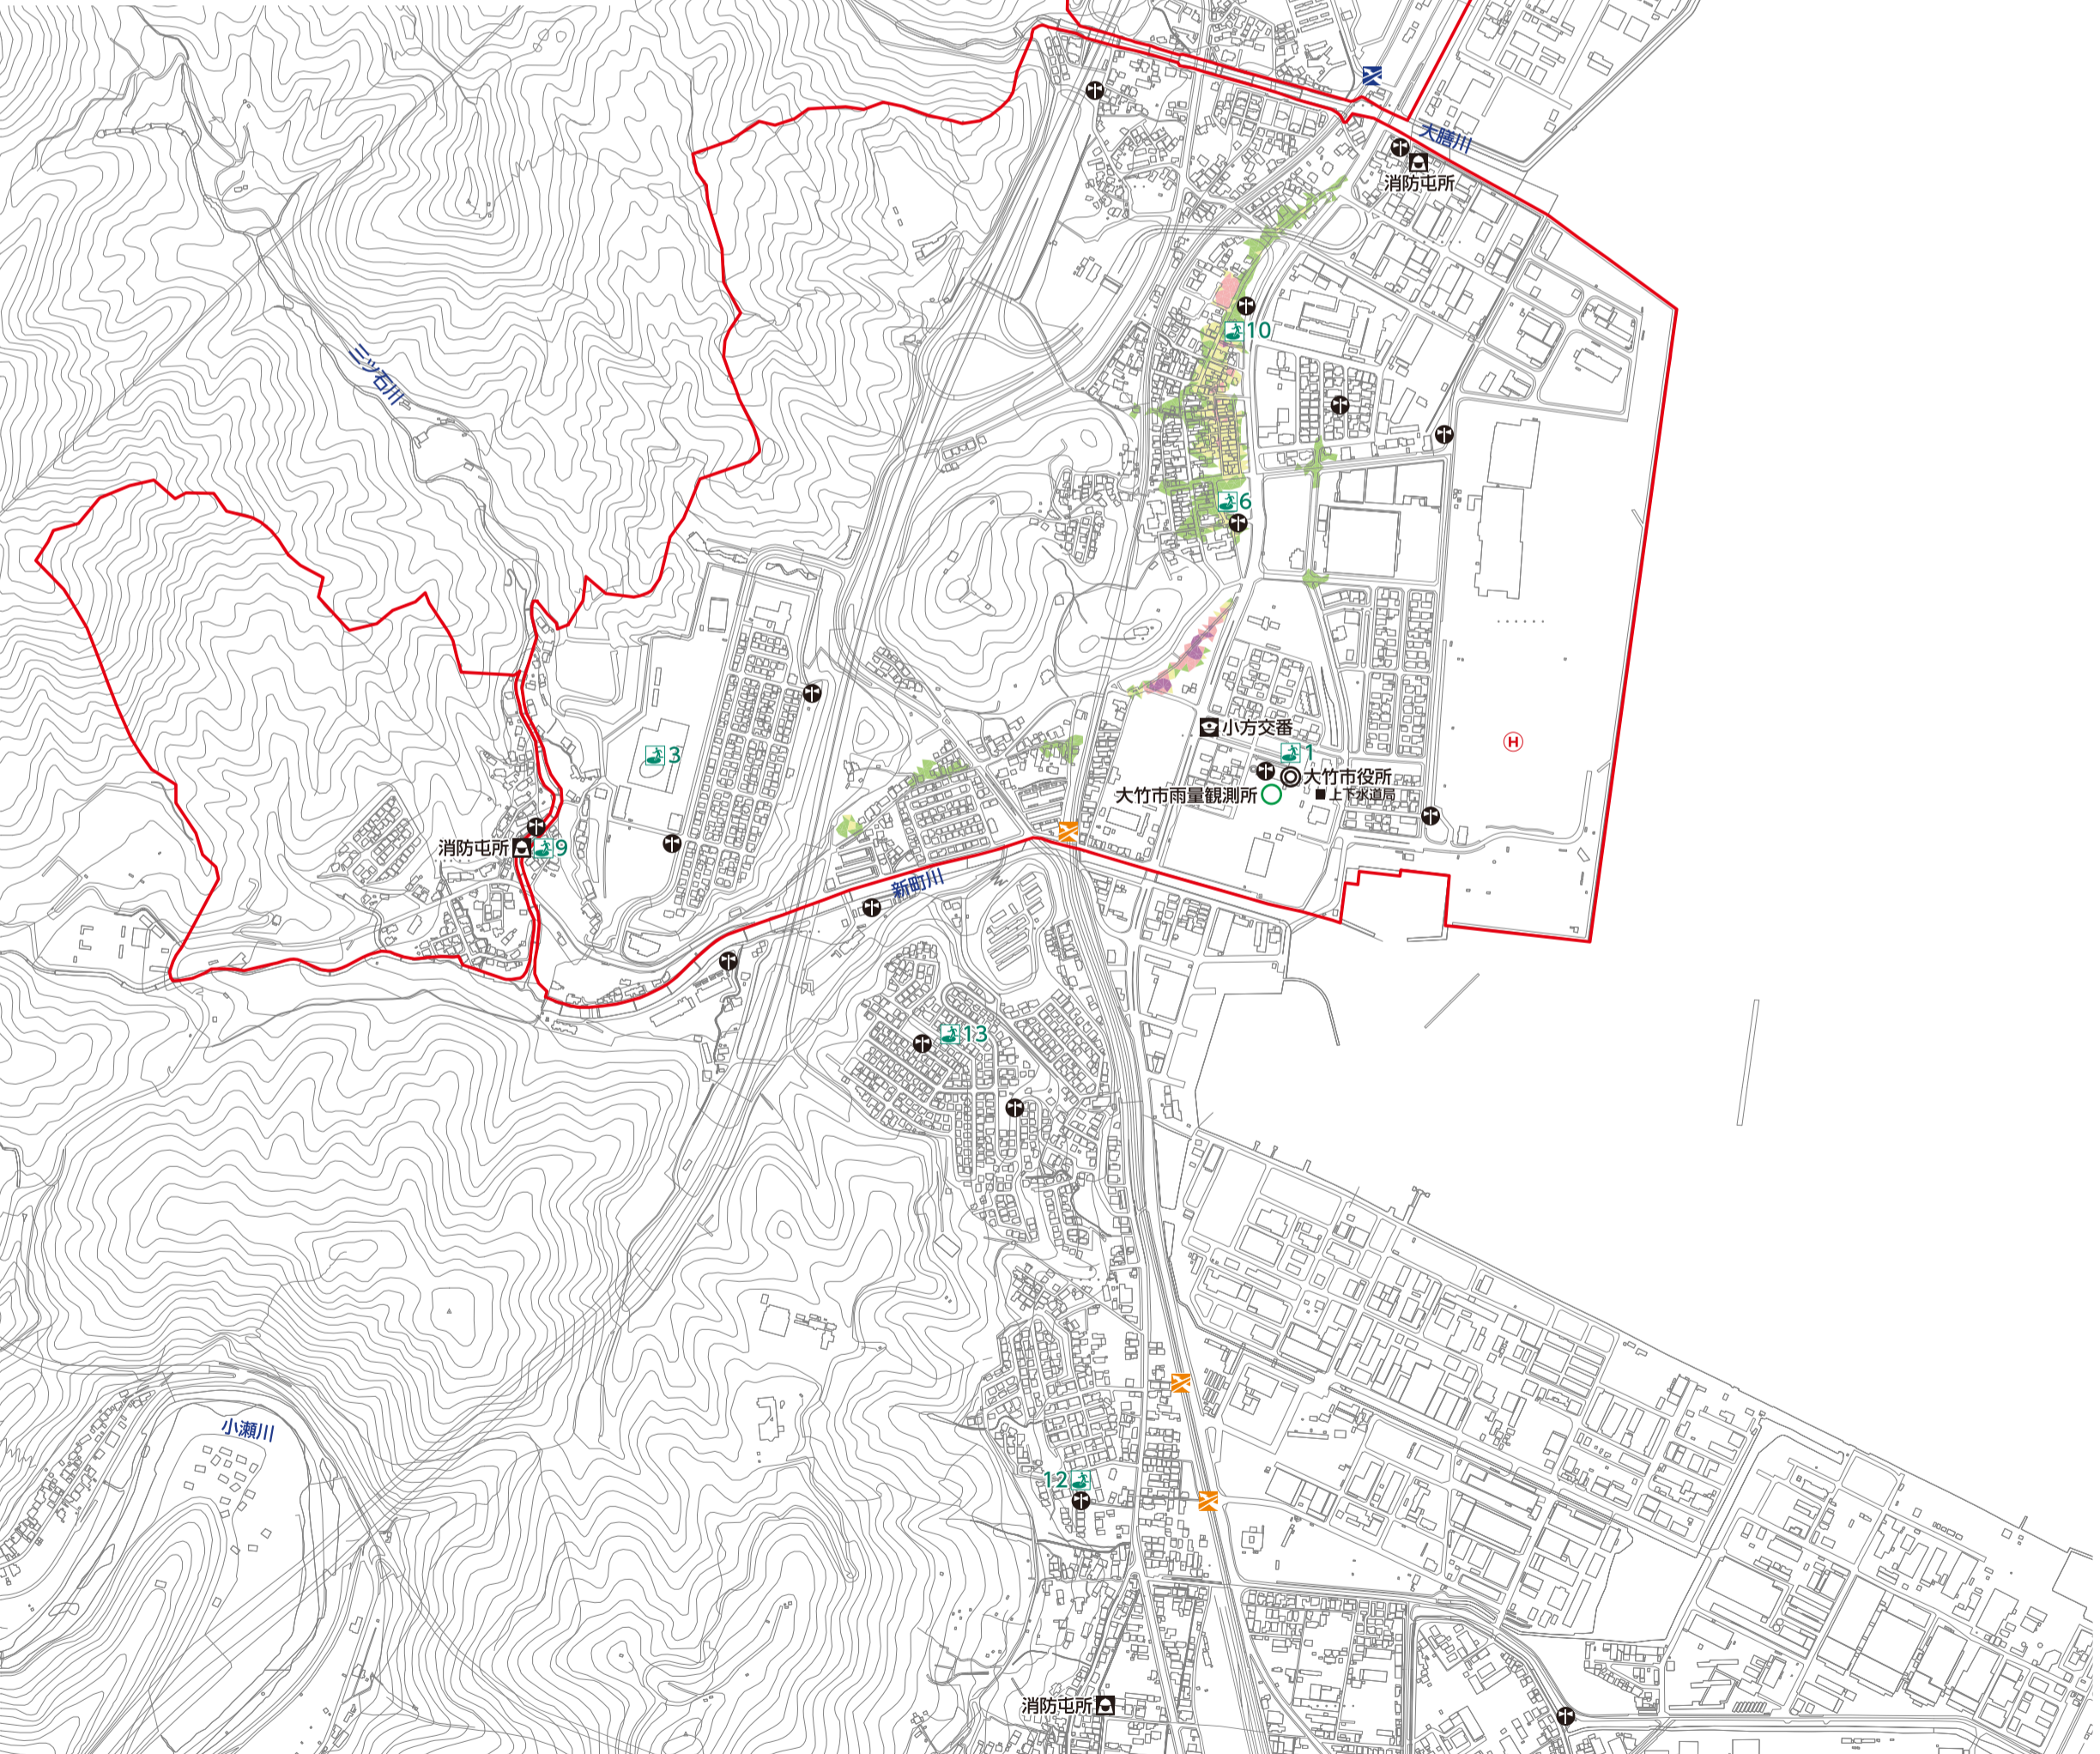 大膳川
消防屯所
10
三ツ石川
6
小方交番
3
1
大竹市役所
大竹市雨量観測所
上下水道局
H
消防屯所
9
新町川
13
小瀬川
12
消防屯所